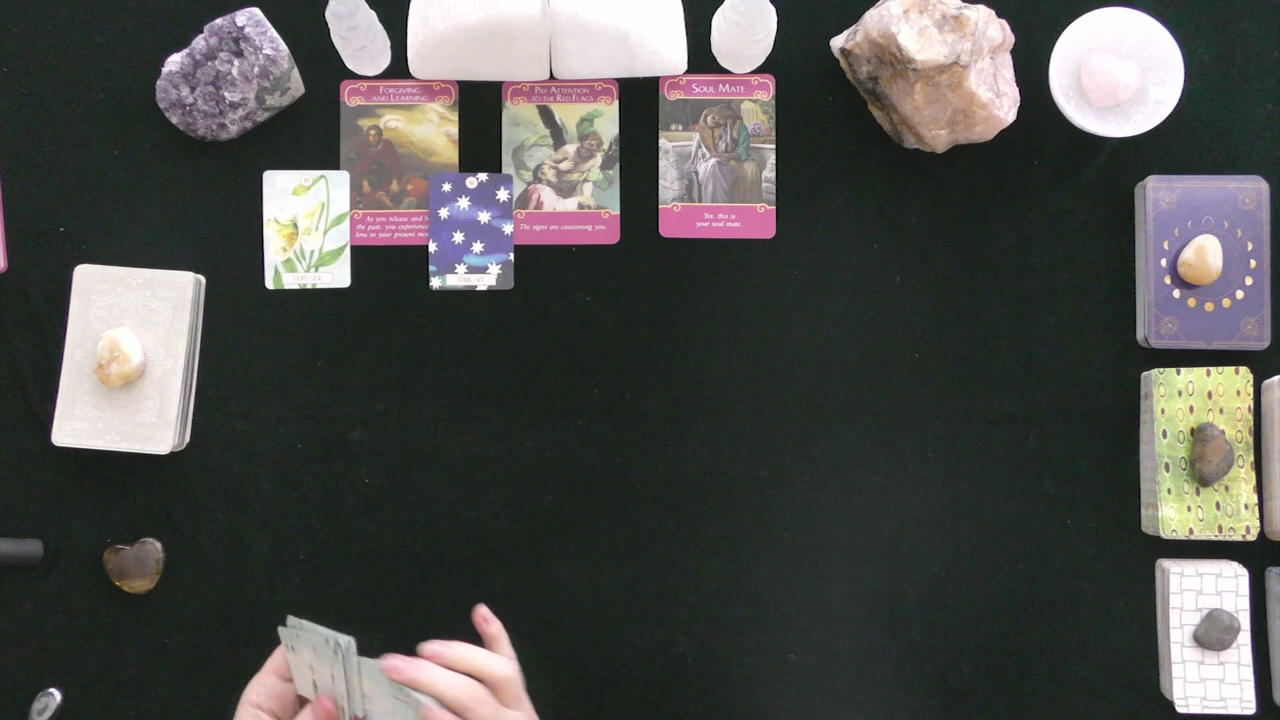 FORGIVING
AND LEARNING
As you release and h
the past, you experience
love in your present mo
PAY ATTENTION
TO THE RED FLAGS
The signs are cautioning you.
SOUL MATE
Yes, this is
your soul mate.